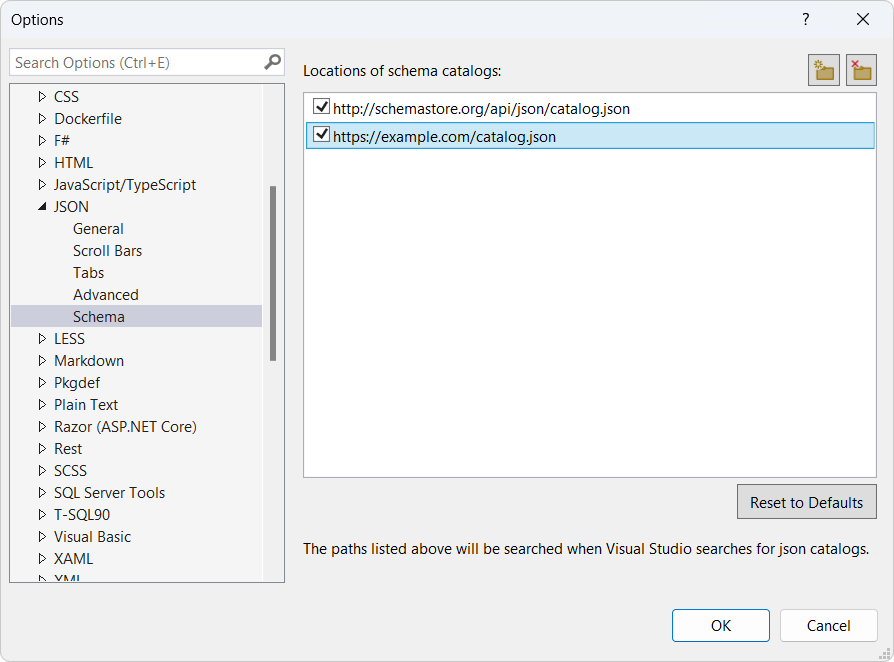 Options
?
Search Options (Ctrl+E)
CSS
Dockerfile
F#
HTML
JavaScript/TypeScript
JSON
General
Scroll Bars
Tabs
Advanced
Schema
LESS
Markdown
Pkgdef
Plain Text
Razor (ASP.NET Core)
Rest
SCSS
SQL Server Tools
T-SQL90
Visual Basic
XAML
XML
Locations of schema catalogs:
http://schemastore.org/api/json/catalog.json
https://example.com/catalog.json
Reset to Defaults
The paths listed above will be searched when Visual Studio searches for json catalogs.
OK
Cancel